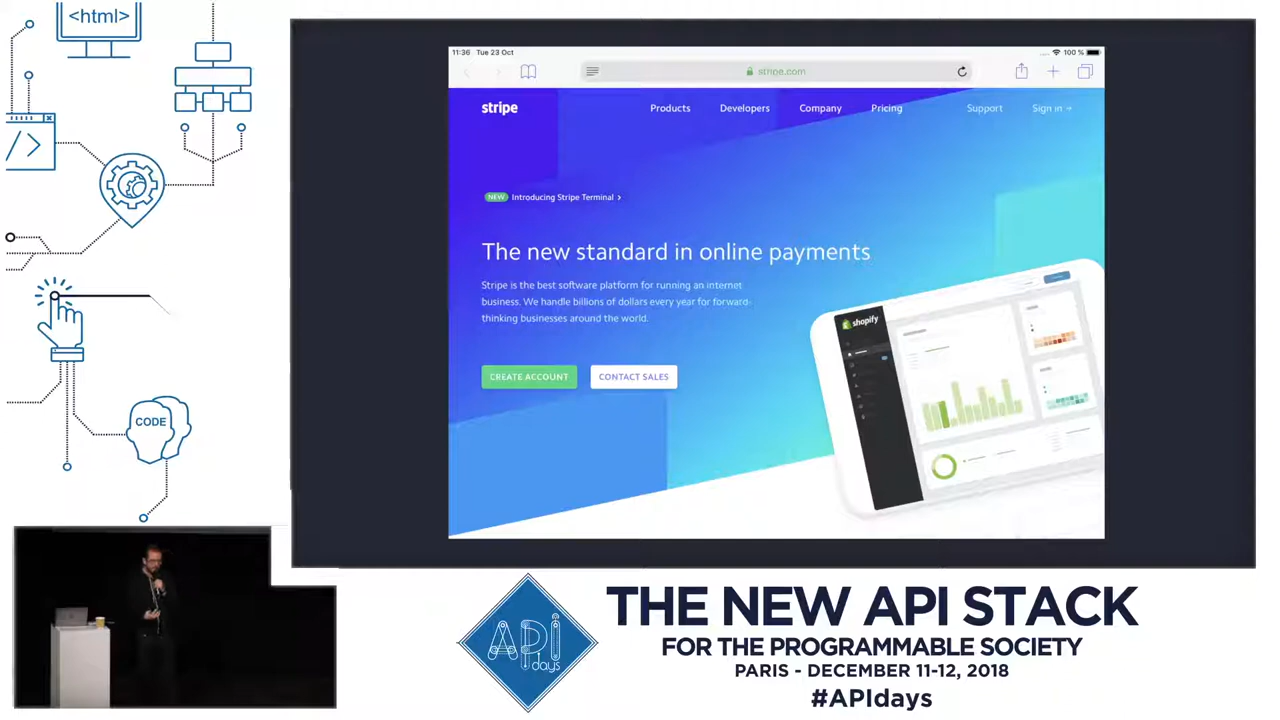 <html>
</>
CODE
11:36 Tue 23 Oct
100 %
stripe.com
stripe
Products
Developers
Company
Pricing
Support
Sign in →
NEW Introducing Stripe Terminal ›
The new standard in online payments
Stripe is the best software platform for running an internet
business. We handle billions of dollars every year for forward-
thinking businesses around the world.
CREATE ACCOUNT
CONTACT SALES
shopify
API
days
THE NEW API STACK
FOR THE PROGRAMMABLE SOCIETY
PARIS - DECEMBER 11-12, 2018
#APIdays